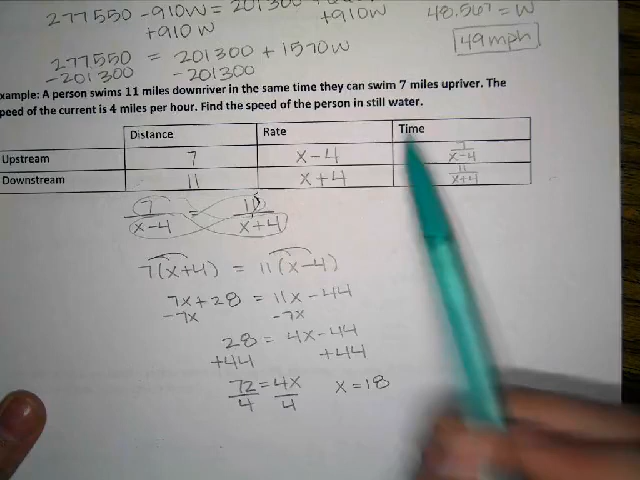 277550 - 910W = 201300
+910W +910W
48.567 = W
277550 = 201300 + 1570W
49mph
-201300 -201300
xample: A person swims 11 miles downriver in the same time they can swim 7 miles upriver. The
peed of the current is 4 miles per hour. Find the speed of the person in still water.
Distance Rate Time
Upstream 7 x-4 7/(x-4)
Downstream 11 x+4 11/(x+4)
7/(x-4) = 11/(x+4)
7(x+4) = 11(x-4)
7x+28 = 11x-44
-7x -7x
28 = 4x-44
+44 +44
72/4 = 4x/4 x=18